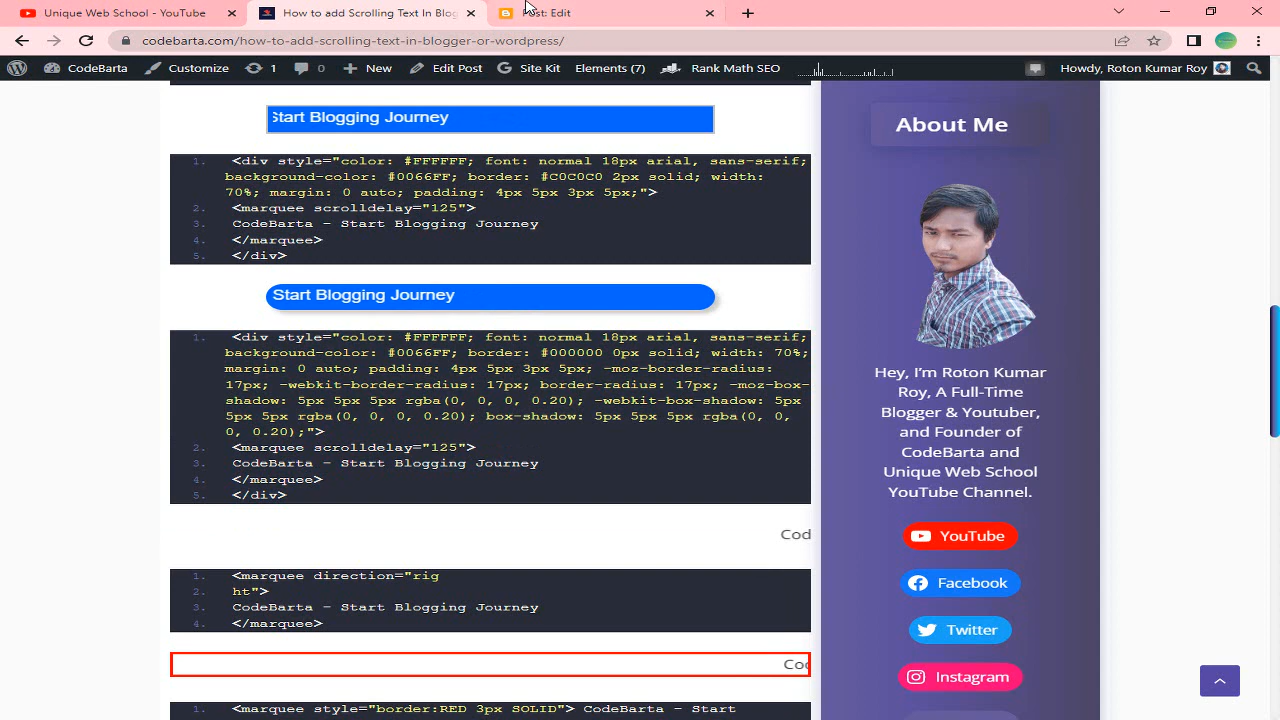 Unique Web School - YouTube
How to add Scrolling Text In Blog
st: Edit
codebarta.com/how-to-add-scrolling-text-in-blogger-or-wordpress/
CodeBarta Customize 1 0 New Edit Post Site Kit Elements (7) Rank Math SEO Howdy, Roton Kumar Roy
Start Blogging Journey
1. <div style="color: #FFFFFF; font: normal 18px arial, sans-serif;
background-color: #0066FF; border: #C0C0C0 2px solid; width:
70%; margin: 0 auto; padding: 4px 5px 3px 5px;">
2. <marquee scrolldelay="125">
3. CodeBarta – Start Blogging Journey
4. </marquee>
5. </div>
Start Blogging Journey
1. <div style="color: #FFFFFF; font: normal 18px arial, sans-serif;
background-color: #0066FF; border: #000000 0px solid; width: 70%;
margin: 0 auto; padding: 4px 5px 3px 5px; –moz-border-radius:
17px; –webkit-border-radius: 17px; border-radius: 17px; –moz-box-
shadow: 5px 5px 5px rgba(0, 0, 0, 0.20); –webkit-box-shadow: 5px
5px 5px rgba(0, 0, 0, 0.20); box-shadow: 5px 5px 5px rgba(0, 0,
0, 0.20);">
2. <marquee scrolldelay="125">
3. CodeBarta – Start Blogging Journey
4. </marquee>
5. </div>
Cod
1. <marquee direction="rig
2. ht">
3. CodeBarta – Start Blogging Journey
4. </marquee>
Coc
1. <marquee style="border:RED 3px SOLID"> CodeBarta – Start
About Me
Hey, I'm Roton Kumar
Roy, A Full-Time
Blogger & Youtuber,
and Founder of
CodeBarta and
Unique Web School
YouTube Channel.
YouTube
Facebook
Twitter
Instagram